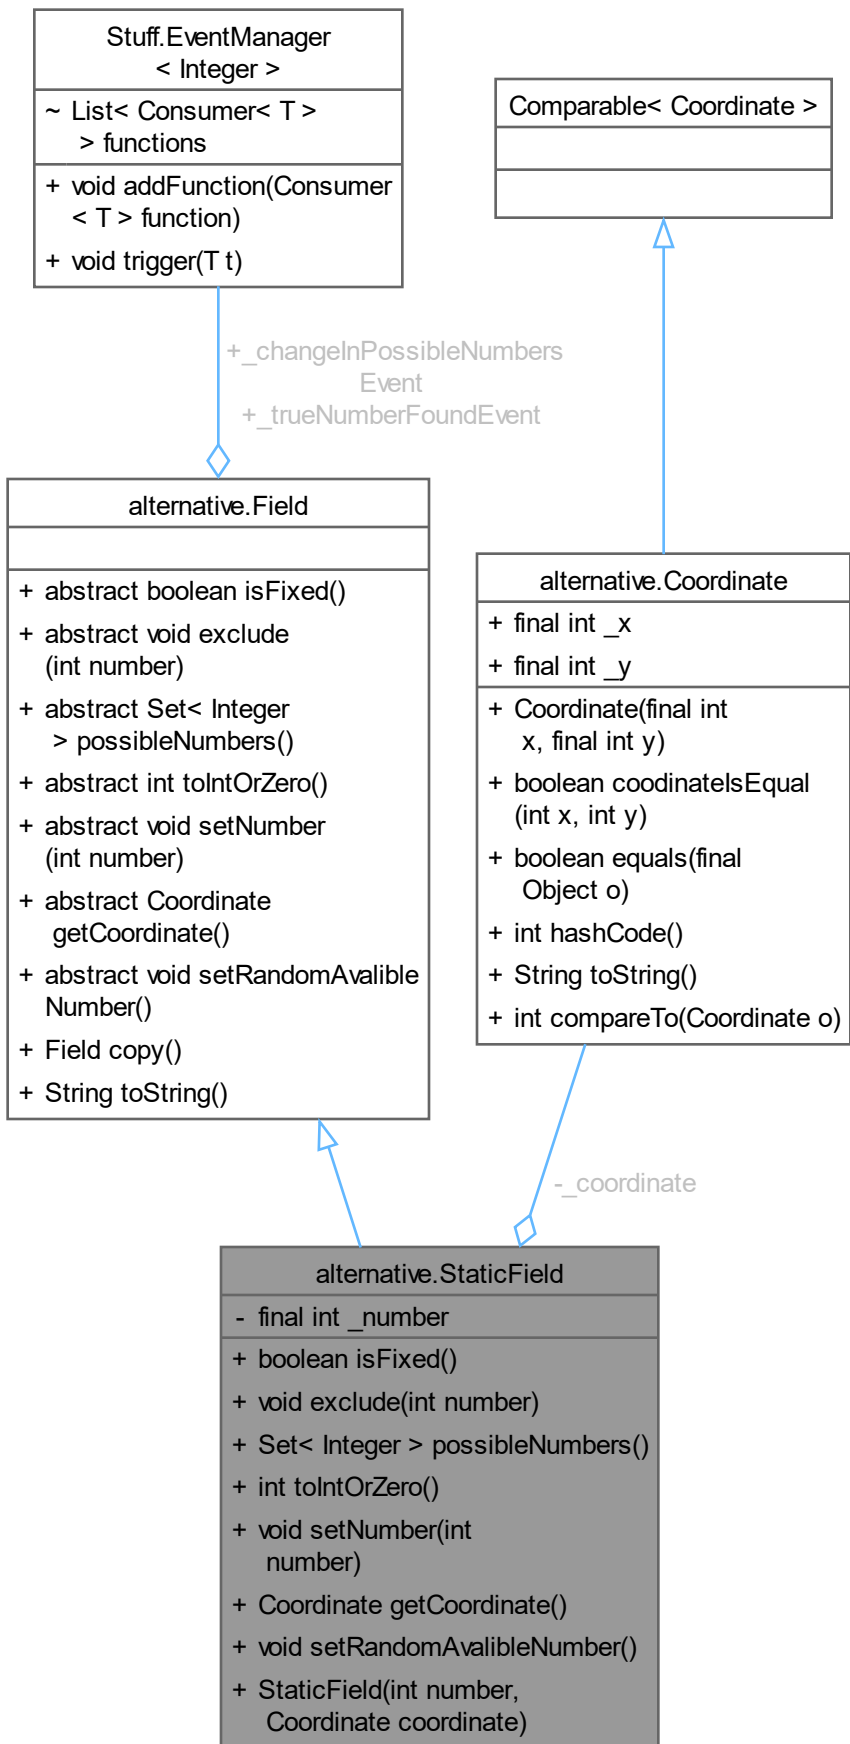 Stuff.EventManager
< Integer >
~ List< Consumer< T >
> functions
+ void addFunction(Consumer
< T > function)
+ void trigger(T t)
Comparable< Coordinate >
+_changeInPossibleNumbers
Event
+_trueNumberFoundEvent
alternative.Field
+ abstract boolean isFixed()
+ abstract void exclude
(int number)
+ abstract Set< Integer
> possibleNumbers()
+ abstract int toIntOrZero()
+ abstract void setNumber
(int number)
+ abstract Coordinate
getCoordinate()
+ abstract void setRandomAvalible
Number()
+ Field copy()
+ String toString()
alternative.Coordinate
+ final int _x
+ final int _y
+ Coordinate(final int
x, final int y)
+ boolean coodinateIsEqual
(int x, int y)
+ boolean equals(final
Object o)
+ int hashCode()
+ String toString()
+ int compareTo(Coordinate o)
-_coordinate
alternative.StaticField
- final int _number
+ boolean isFixed()
+ void exclude(int number)
+ Set< Integer > possibleNumbers()
+ int toIntOrZero()
+ void setNumber(int
number)
+ Coordinate getCoordinate()
+ void setRandomAvalibleNumber()
+ StaticField(int number,
Coordinate coordinate)